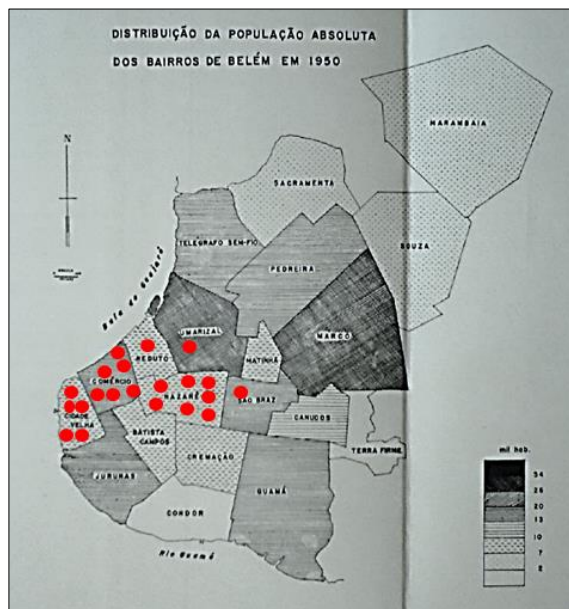 DISTRIBUIÇÃO DA POPULAÇÃO ABSOLUTA
DOS BAIRROS DE BELÉM EM 1950
MARAMBAIA
N
SACRAMENTA
TELÉGRAFO SEM-FIO
SOUZA
PEDREIRA
Baía do Guajará
UMARIZAL
MARCO
REDUTO
MATINHA
COMÉRCIO
NAZARÉ
SÃO BRAZ
CIDADE
VELHA
CANUDOS
BATISTA
CAMPOS
TERRA FIRME
CREMAÇÃO
mil hab.
JURUNAS
GUAMÁ
54
26
CONDOR
20
13
10
Rio Guamá
7
2